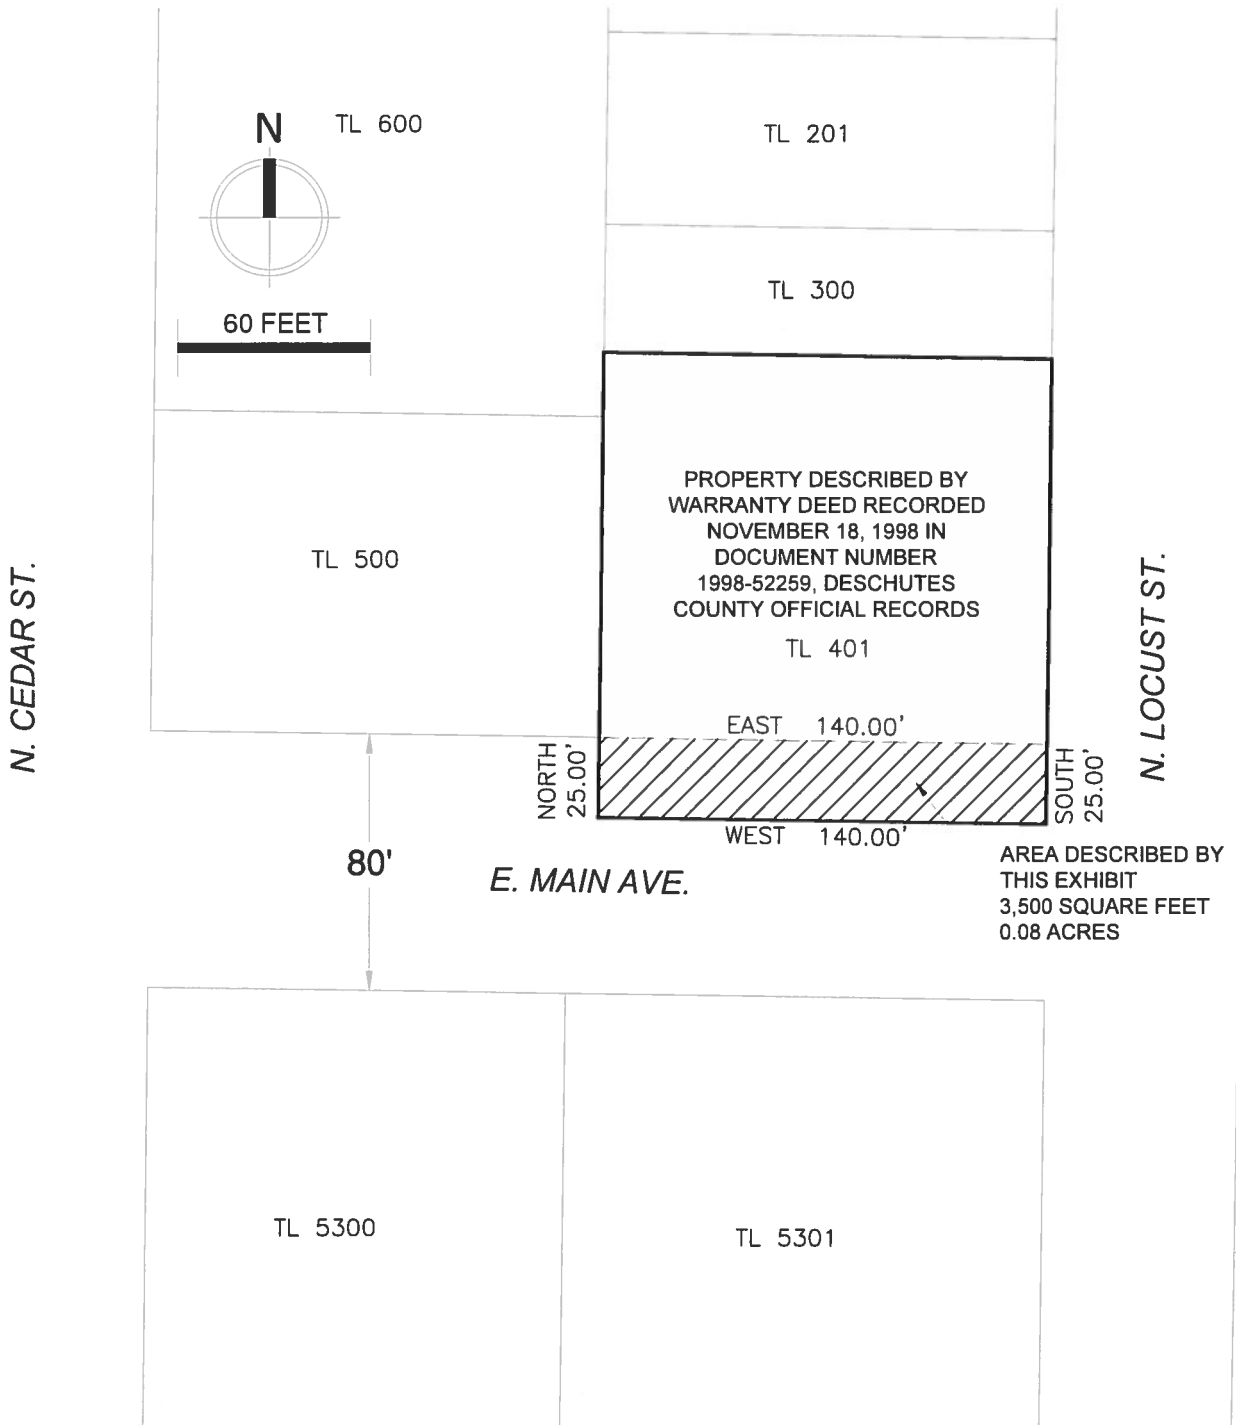 N
TL 600
TL 201
TL 300
60 FEET
PROPERTY DESCRIBED BY
WARRANTY DEED RECORDED
NOVEMBER 18, 1998 IN
DOCUMENT NUMBER
1998-52259, DESCHUTES
COUNTY OFFICIAL RECORDS
TL 401
TL 500
N. CEDAR ST.
N. LOCUST ST.
EAST 140.00'
NORTH
25.00'
SOUTH
25.00'
WEST 140.00'
80'
E. MAIN AVE.
AREA DESCRIBED BY
THIS EXHIBIT
3,500 SQUARE FEET
0.08 ACRES
TL 5300
TL 5301